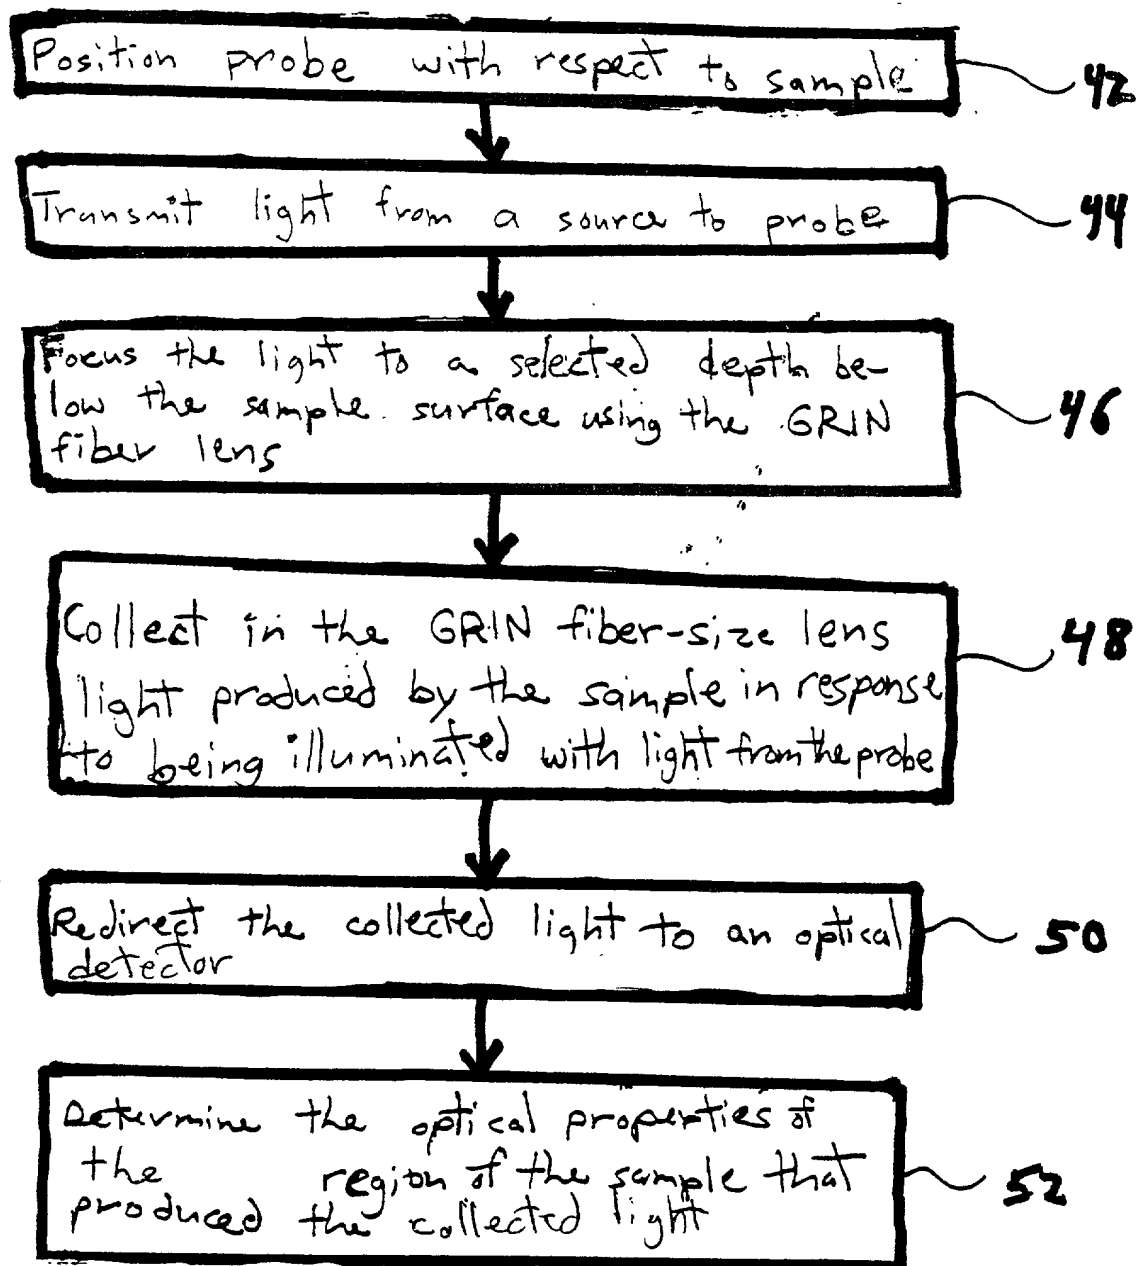 Position probe with respect to sample
42
Transmit light from a source to probe
44
Focus the light to a selected depth be-
low the sample surface using the GRIN
fiber lens
46
Collect in the GRIN fiber-size lens
light produced by the sample in response
to being illuminated with light from the probe
48
Redirect the collected light to an optical
detector
50
Determine the optical properties of
the region of the sample that
produced the collected light
52